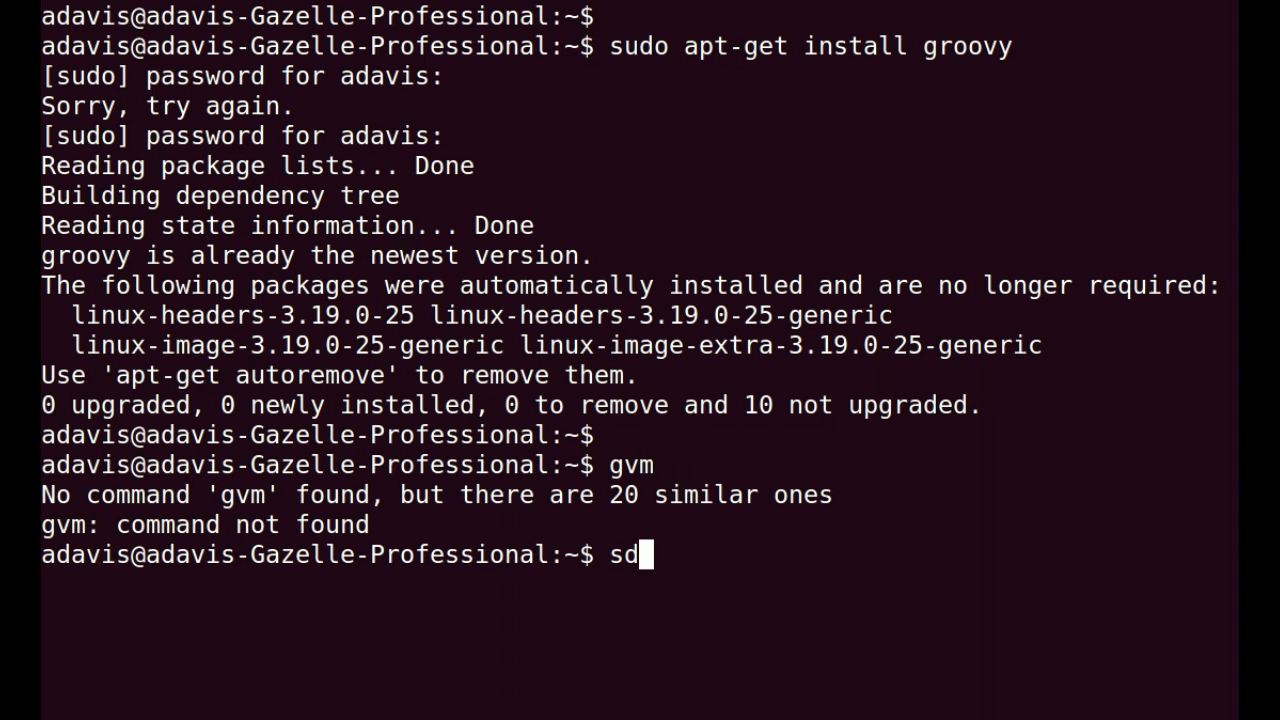 adavis@adavis-Gazelle-Professional:~$
adavis@adavis-Gazelle-Professional:~$ sudo apt-get install groovy
[sudo] password for adavis:
Sorry, try again.
[sudo] password for adavis:
Reading package lists... Done
Building dependency tree
Reading state information... Done
groovy is already the newest version.
The following packages were automatically installed and are no longer required:
  linux-headers-3.19.0-25 linux-headers-3.19.0-25-generic
  linux-image-3.19.0-25-generic linux-image-extra-3.19.0-25-generic
Use 'apt-get autoremove' to remove them.
0 upgraded, 0 newly installed, 0 to remove and 10 not upgraded.
adavis@adavis-Gazelle-Professional:~$
adavis@adavis-Gazelle-Professional:~$ gvm
No command 'gvm' found, but there are 20 similar ones
gvm: command not found
adavis@adavis-Gazelle-Professional:~$ sd